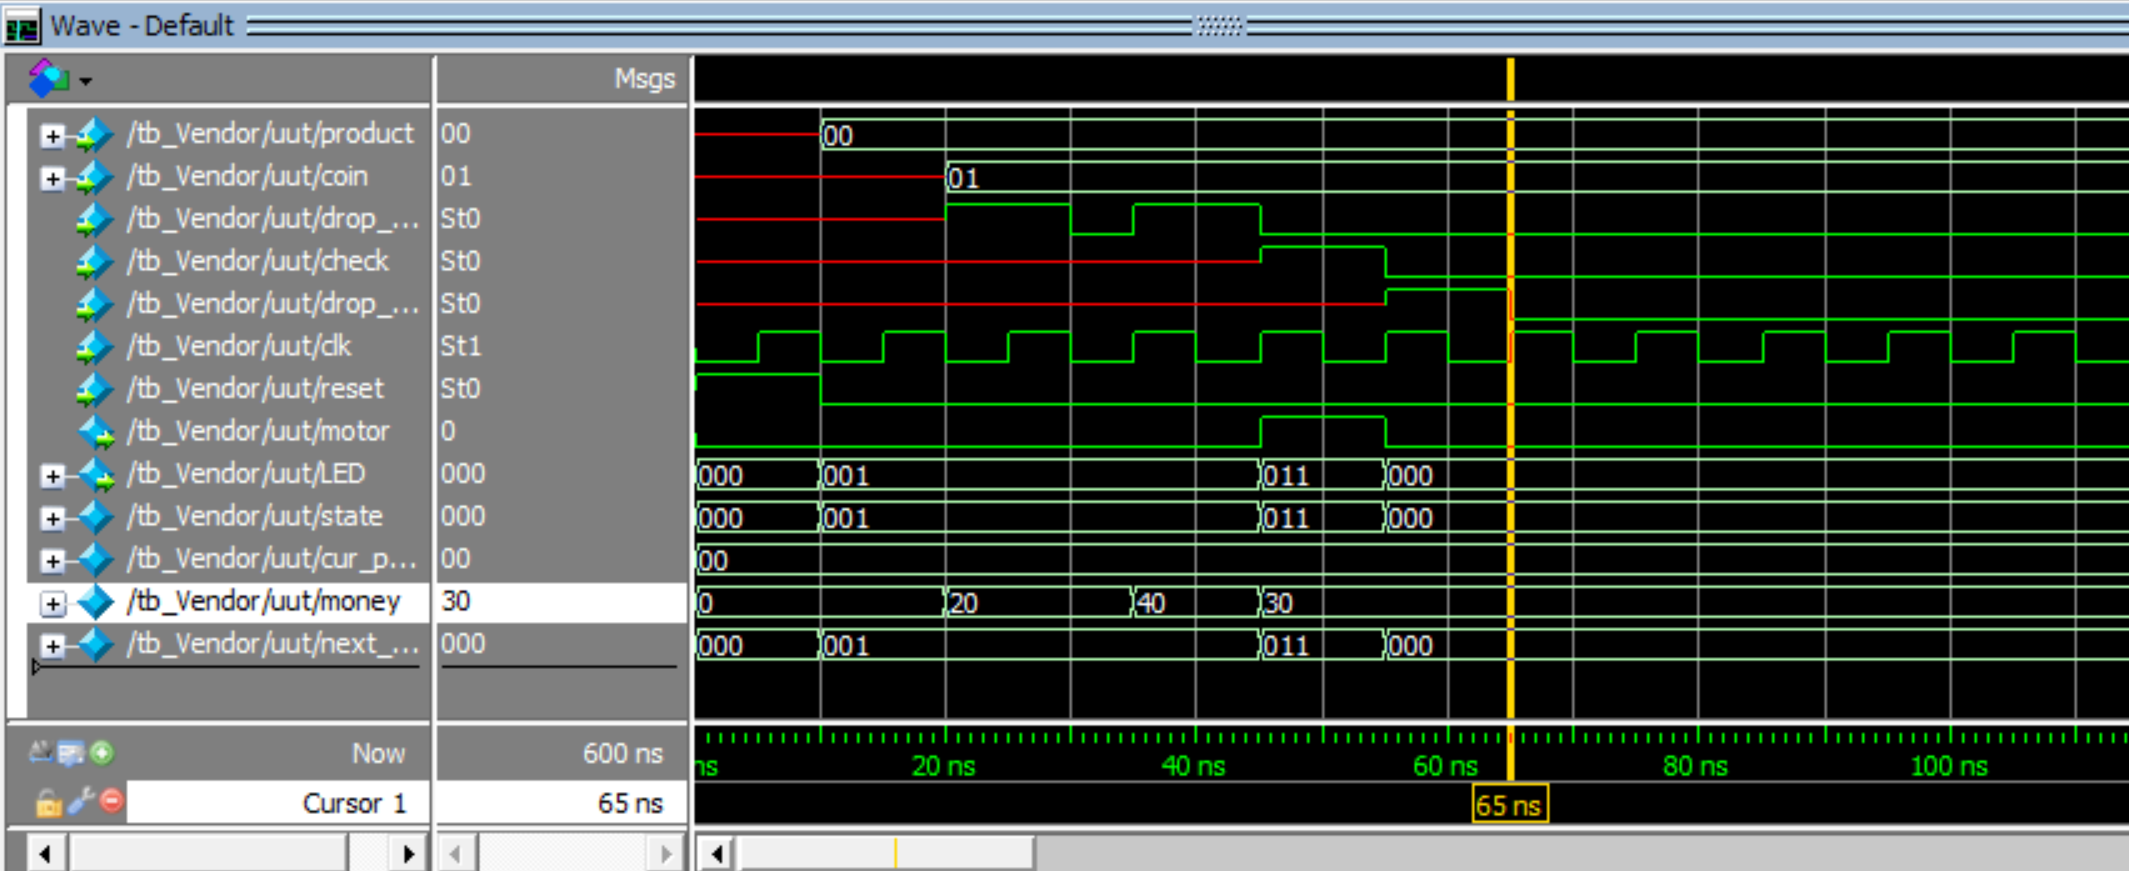 Wave - Default
Msgs
/tb_Vendor/uut/product 00 00
/tb_Vendor/uut/coin 01 01
/tb_Vendor/uut/drop_... St0
/tb_Vendor/uut/check St0
/tb_Vendor/uut/drop_... St0
/tb_Vendor/uut/clk St1
/tb_Vendor/uut/reset St0
/tb_Vendor/uut/motor 0
/tb_Vendor/uut/LED 000 000 001 011 000
/tb_Vendor/uut/state 000 000 001 011 000
/tb_Vendor/uut/cur_p... 00 00
/tb_Vendor/uut/money 30 0 20 40 30
/tb_Vendor/uut/next_... 000 000 001 011 000
Now 600 ns ns 20 ns 40 ns 60 ns 80 ns 100 ns
Cursor 1 65 ns 65 ns